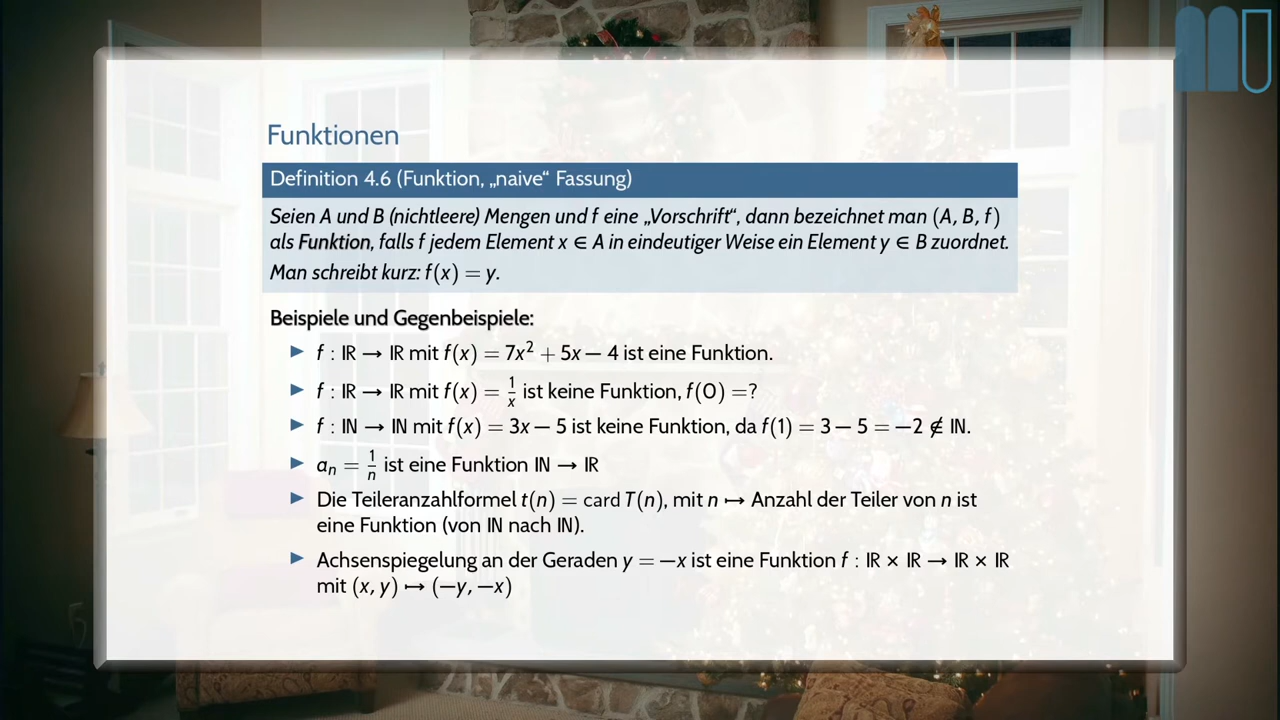 Funktionen
Definition 4.6 (Funktion, „naive“ Fassung)
Seien A und B (nichtleere) Mengen und f eine „Vorschrift“, dann bezeichnet man (A, B, f)
als Funktion, falls f jedem Element x ∈ A in eindeutiger Weise ein Element y ∈ B zuordnet.
Man schreibt kurz: f(x) = y.
Beispiele und Gegenbeispiele:
► f : ℝ → ℝ mit f(x) = 7x² + 5x − 4 ist eine Funktion.
► f : ℝ → ℝ mit f(x) = 1/x ist keine Funktion, f(0) =?
► f : ℕ → ℕ mit f(x) = 3x − 5 ist keine Funktion, da f(1) = 3 − 5 = −2 ∉ ℕ.
► aₙ = 1/n ist eine Funktion ℕ → ℝ
► Die Teileranzahlformel t(n) = card T(n), mit n ↦ Anzahl der Teiler von n ist
eine Funktion (von ℕ nach ℕ).
► Achsenspiegelung an der Geraden y = −x ist eine Funktion f : ℝ × ℝ → ℝ × ℝ
mit (x, y) ↦ (−y, −x)